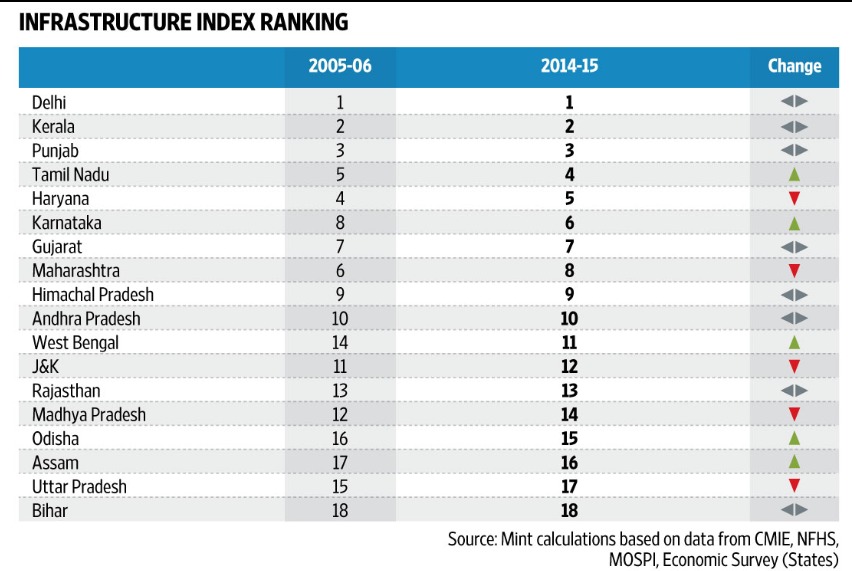 INFRASTRUCTURE INDEX RANKING
2005-06 2014-15 Change
Delhi 1 1
Kerala 2 2
Punjab 3 3
Tamil Nadu 5 4
Haryana 4 5
Karnataka 8 6
Gujarat 7 7
Maharashtra 6 8
Himachal Pradesh 9 9
Andhra Pradesh 10 10
West Bengal 14 11
J&K 11 12
Rajasthan 13 13
Madhya Pradesh 12 14
Odisha 16 15
Assam 17 16
Uttar Pradesh 15 17
Bihar 18 18
Source: Mint calculations based on data from CMIE, NFHS,
MOSPI, Economic Survey (States)